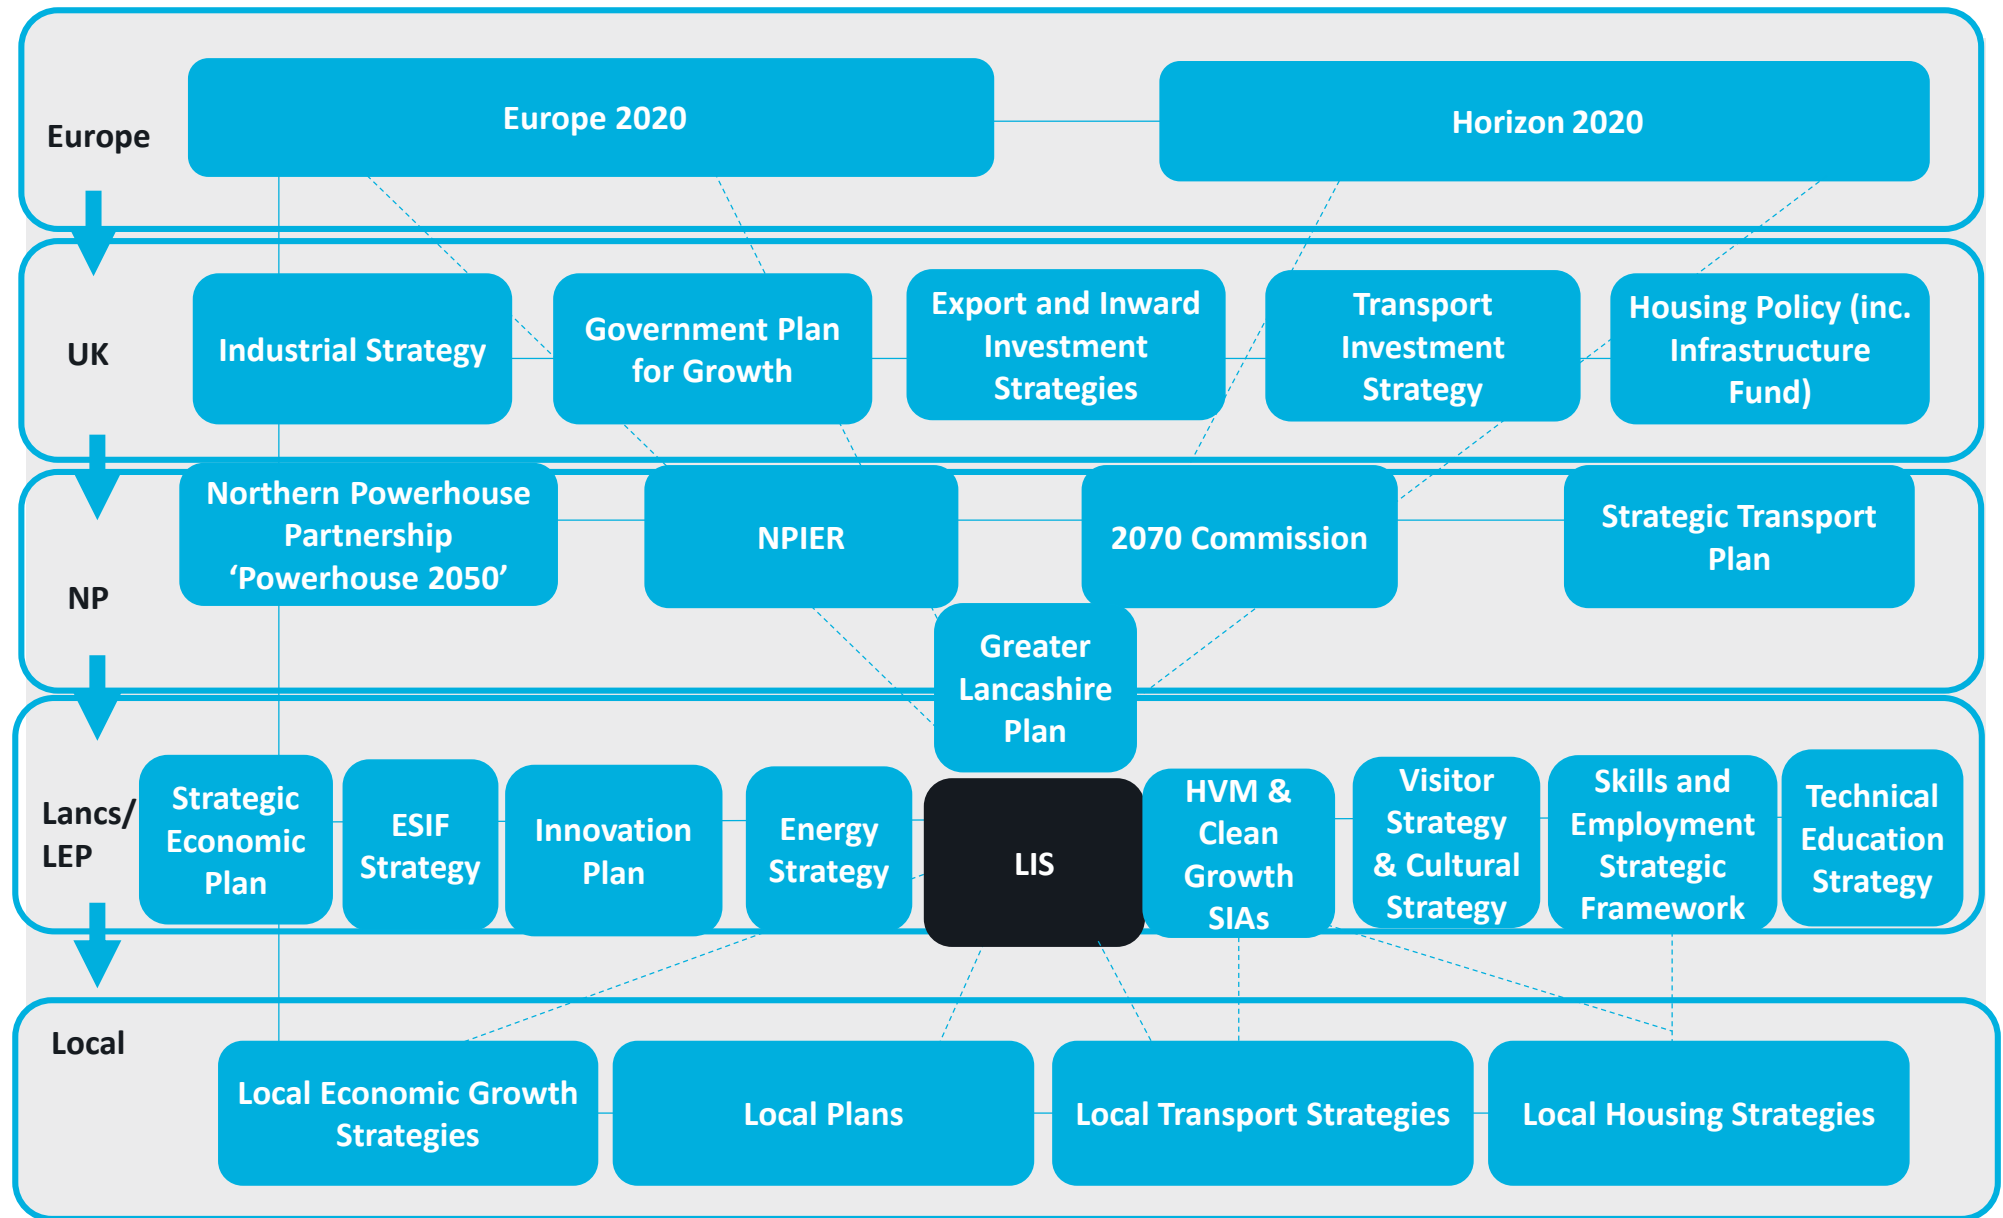 Europe
Europe 2020
Horizon 2020
UK
Industrial Strategy
Government Plan
for Growth
Export and Inward
Investment
Strategies
Transport
Investment
Strategy
Housing Policy (inc.
Infrastructure
Fund)
NP
Northern Powerhouse
Partnership
‘Powerhouse 2050’
NPIER
2070 Commission
Strategic Transport
Plan
Greater
Lancashire
Plan
Lancs/
LEP
Strategic
Economic
Plan
ESIF
Strategy
Innovation
Plan
Energy
Strategy
LIS
HVM &
Clean
Growth
SIAs
Visitor
Strategy
& Cultural
Strategy
Skills and
Employment
Strategic
Framework
Technical
Education
Strategy
Local
Local Economic Growth
Strategies
Local Plans
Local Transport Strategies
Local Housing Strategies